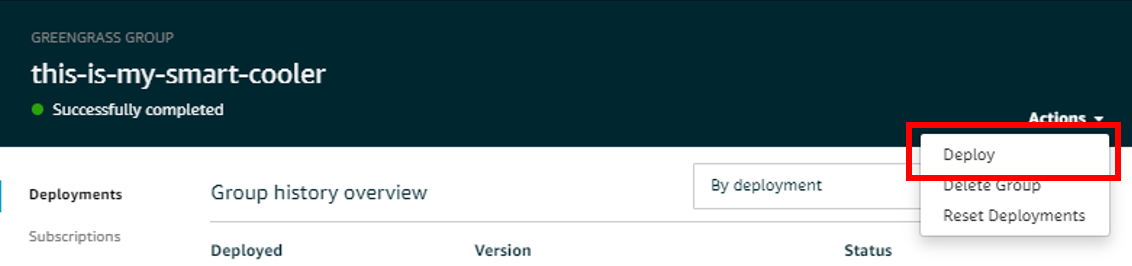 GREENGRASS GROUP
this-is-my-smart-cooler
Successfully completed
Actions
Deploy
Delete Group
Reset Deployments
Deployments
Subscriptions
Group history overview
By deployment
Deployed Version Status